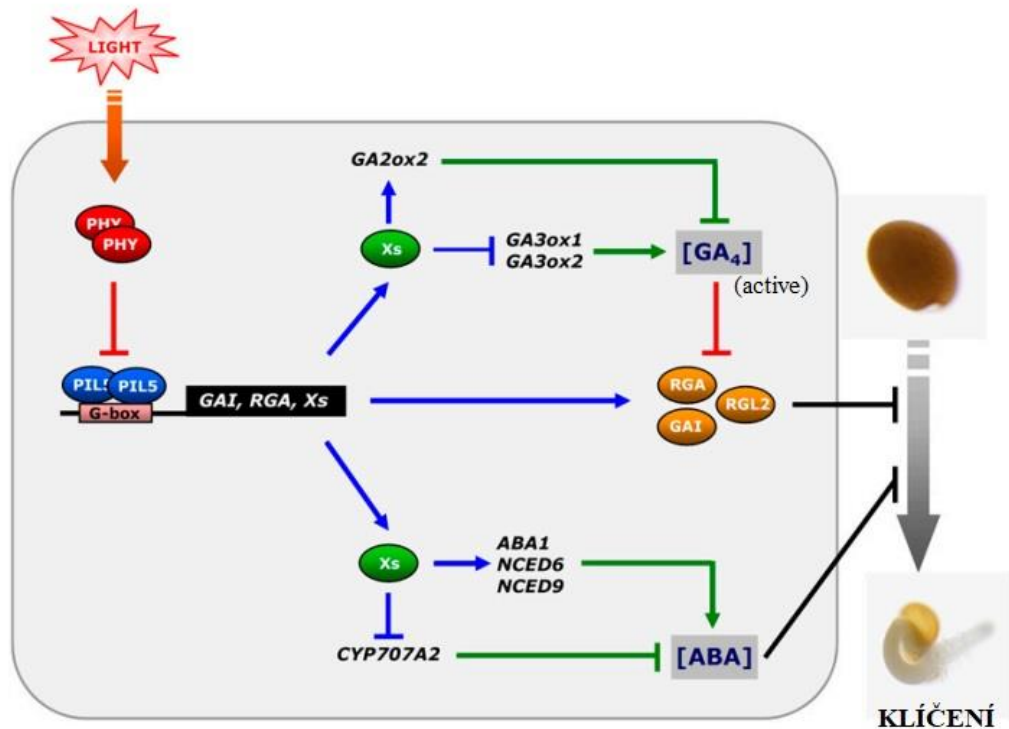 LIGHT
GA2ox2
PHY
PHY
Xs
GA3ox1
GA3ox2
[GA₄]
(active)
PIL5
PIL5
G-box
GAI, RGA, Xs
RGA
RGL2
GAI
Xs
ABA1
NCED6
NCED9
CYP707A2
[ABA]
KLÍČENÍ